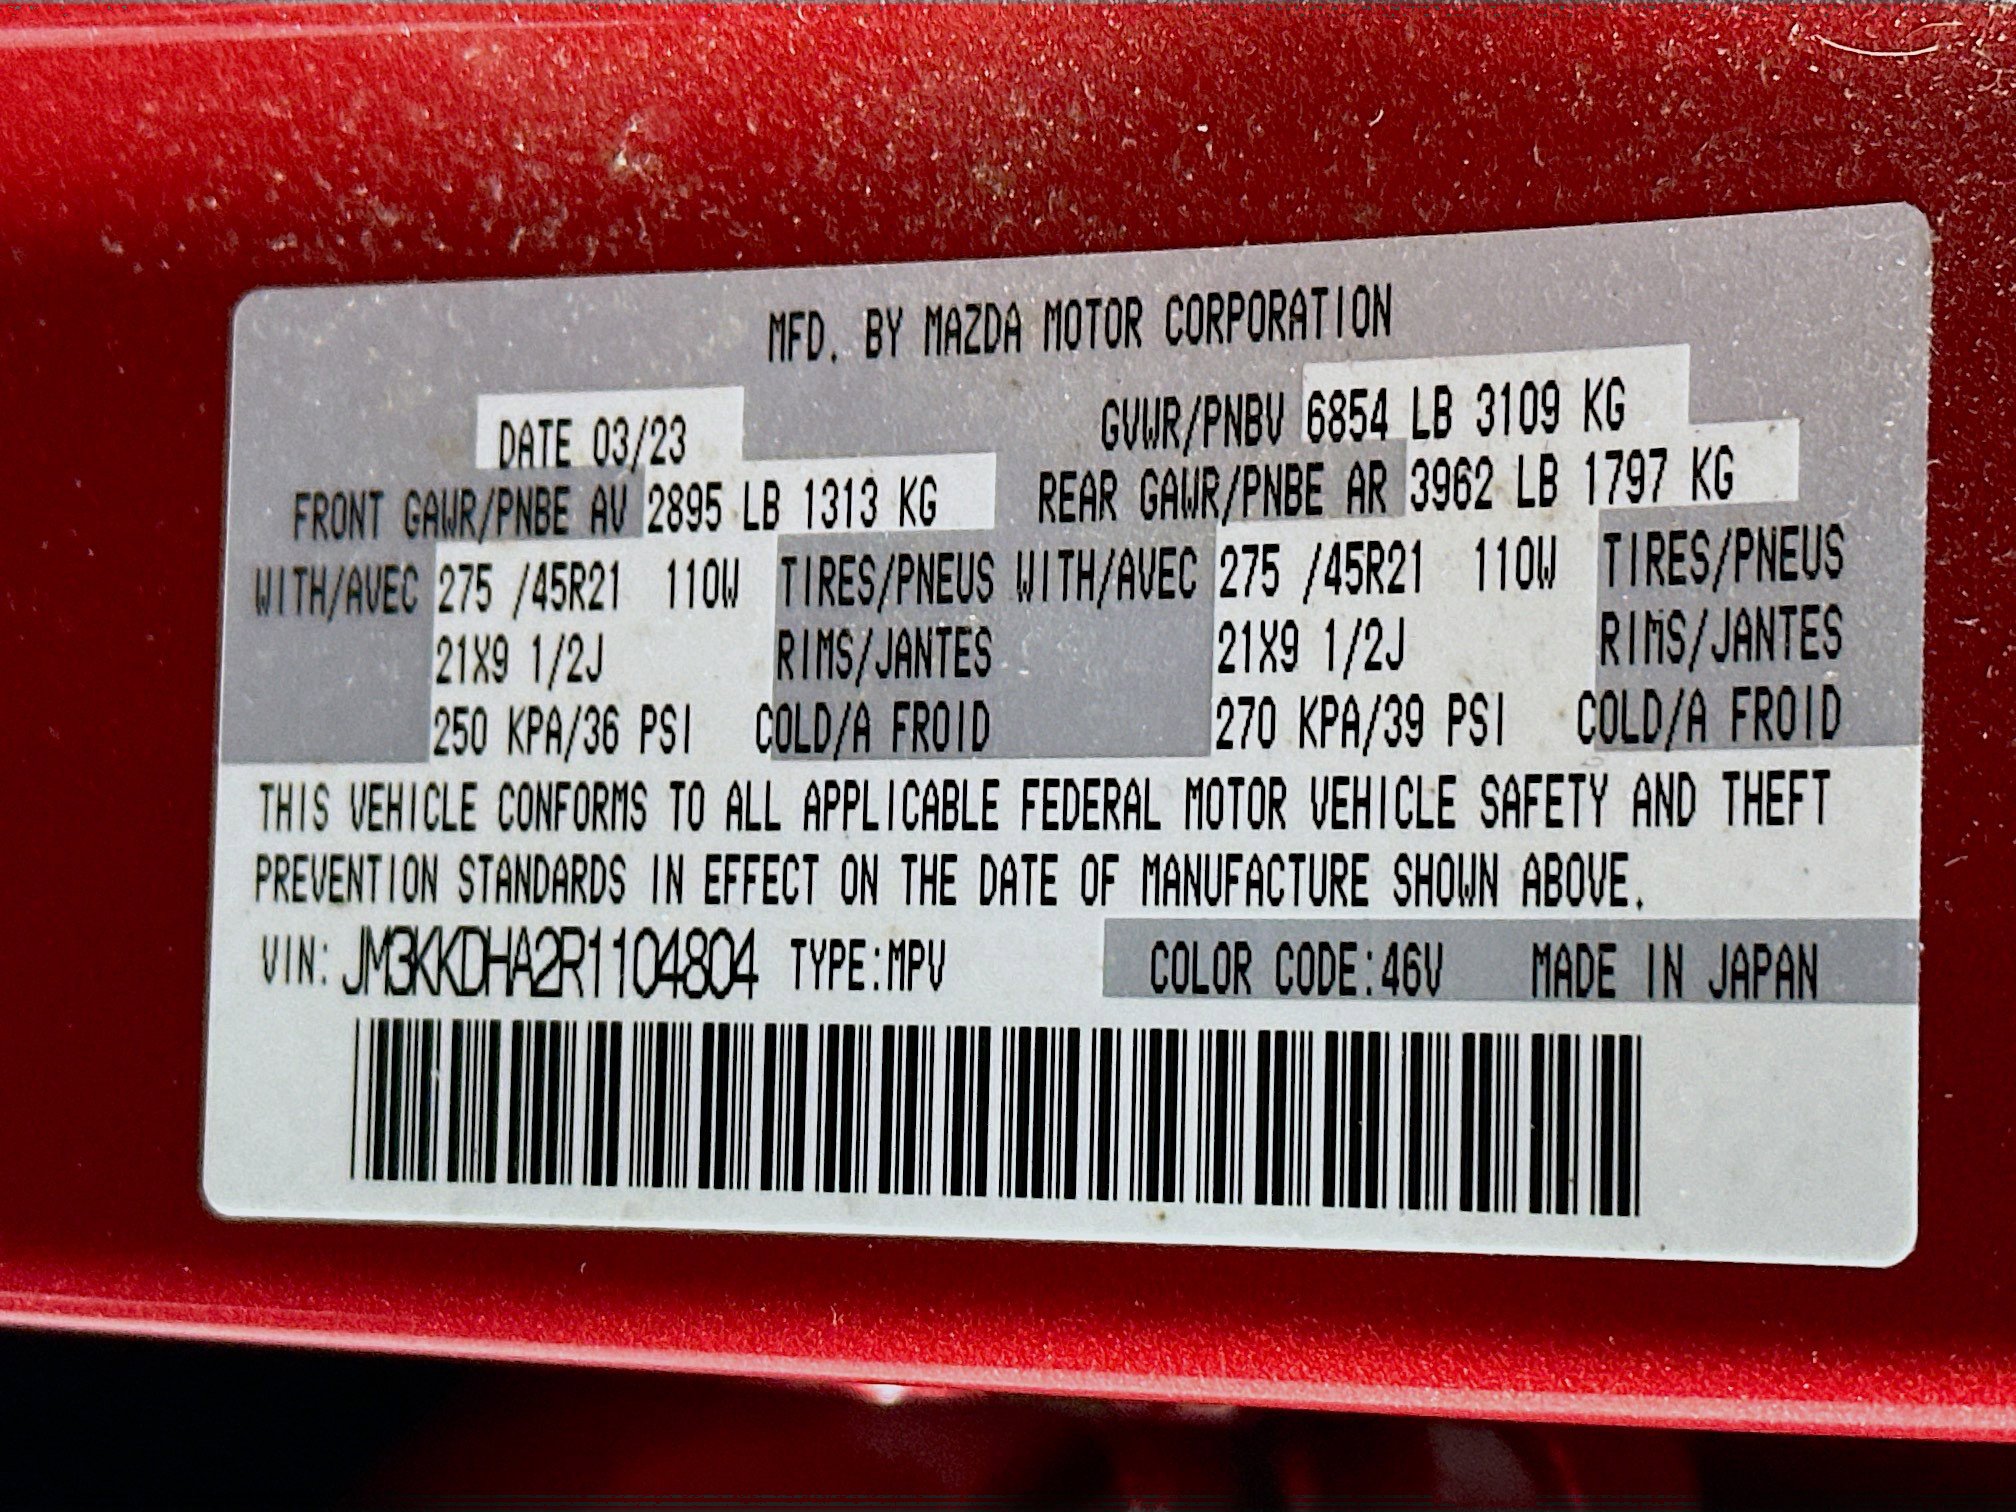 MFD. BY MAZDA MOTOR CORPORATION
DATE 03/23 GVWR/PNBV 6854 LB 3109 KG
FRONT GAWR/PNBE AV 2895 LB 1313 KG REAR GAWR/PNBE AR 3962 LB 1797 KG
WITH/AVEC 275 /45R21 110W TIRES/PNEUS WITH/AVEC 275 /45R21 110W TIRES/PNEUS
21X9 1/2J RIMS/JANTES 21X9 1/2J RIMS/JANTES
250 KPA/36 PSI COLD/A FROID 270 KPA/39 PSI COLD/A FROID
THIS VEHICLE CONFORMS TO ALL APPLICABLE FEDERAL MOTOR VEHICLE SAFETY AND THEFT
PREVENTION STANDARDS IN EFFECT ON THE DATE OF MANUFACTURE SHOWN ABOVE.
VIN: JM3KKDHA2R1104804 TYPE:MPV COLOR CODE:46V MADE IN JAPAN